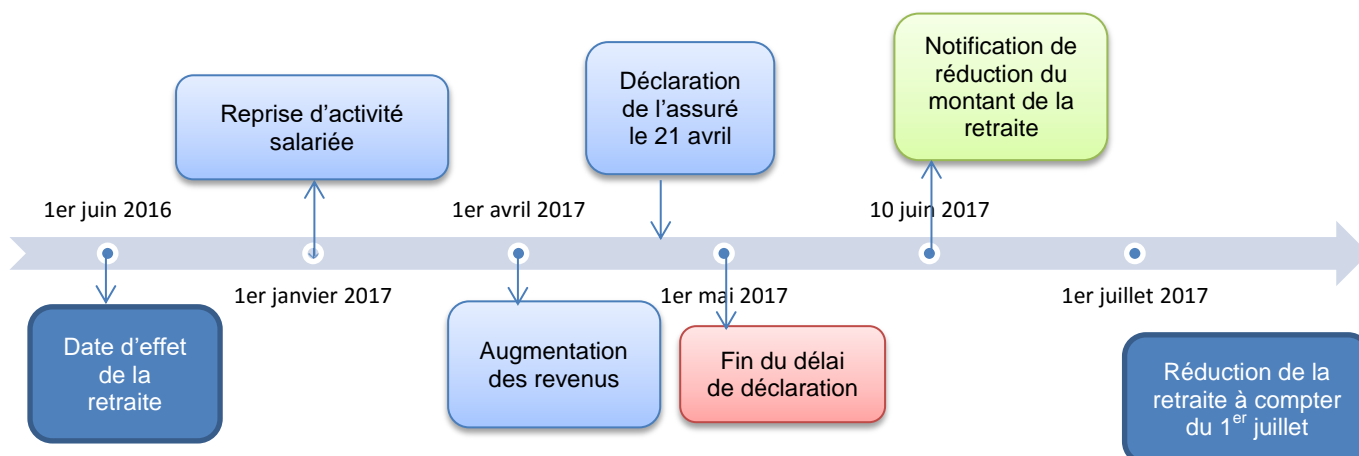 Reprise d’activité
salariée
Déclaration
de l’assuré
le 21 avril
Notification de
réduction du
montant de la
retraite
1er juin 2016
1er avril 2017
10 juin 2017
1er janvier 2017
1er mai 2017
1er juillet 2017
Date d’effet
de la
retraite
Augmentation
des revenus
Fin du délai
de déclaration
Réduction de la
retraite à compter
du 1er juillet